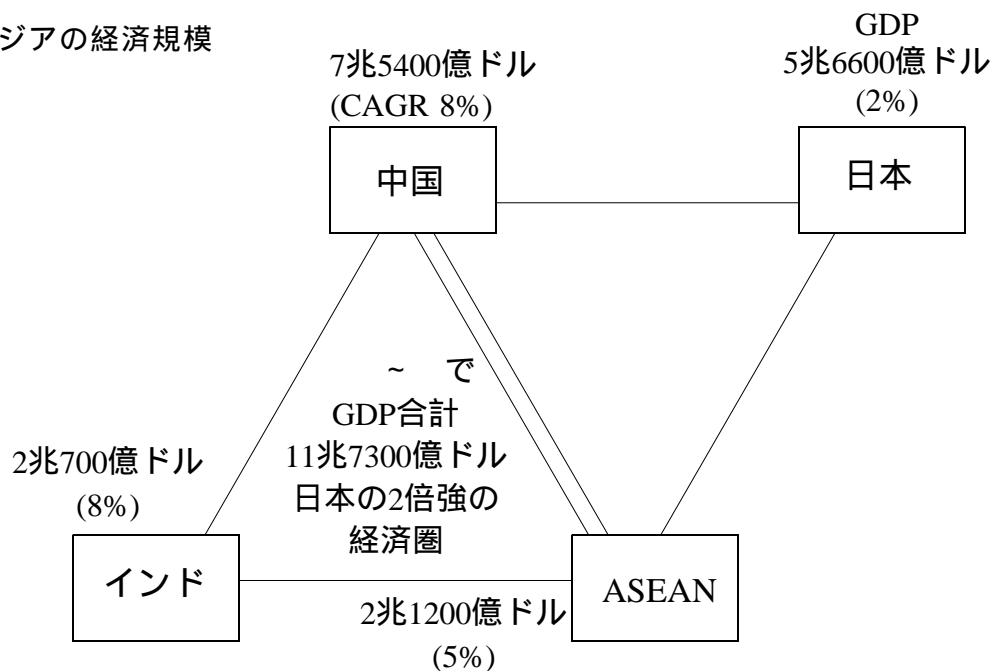 ジアの経済規模
GDP
7兆5400億ドル
(CAGR 8%)
5兆6600億ドル
(2%)
中国
日本
~ で
GDP合計
11兆7300億ドル
日本の2倍強の
経済圏
2兆700億ドル
(8%)
インド
ASEAN
2兆1200億ドル
(5%)